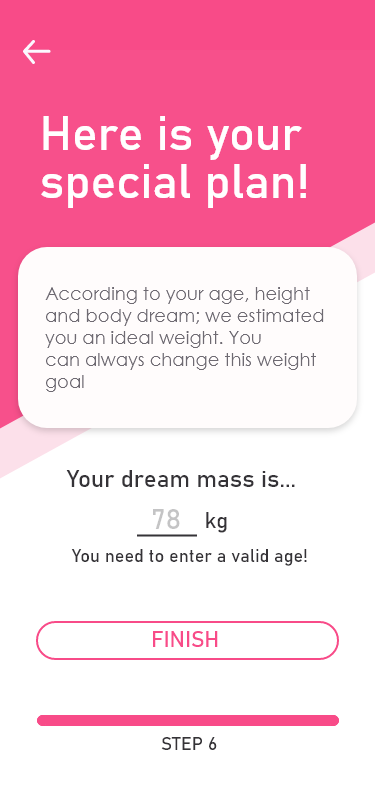 Here is your
special plan!
According to your age, height
and body dream; we estimated
you an ideal weight. You
can always change this weight
goal
Your dream mass is...
78 kg
You need to enter a valid age!
FINISH
STEP 6